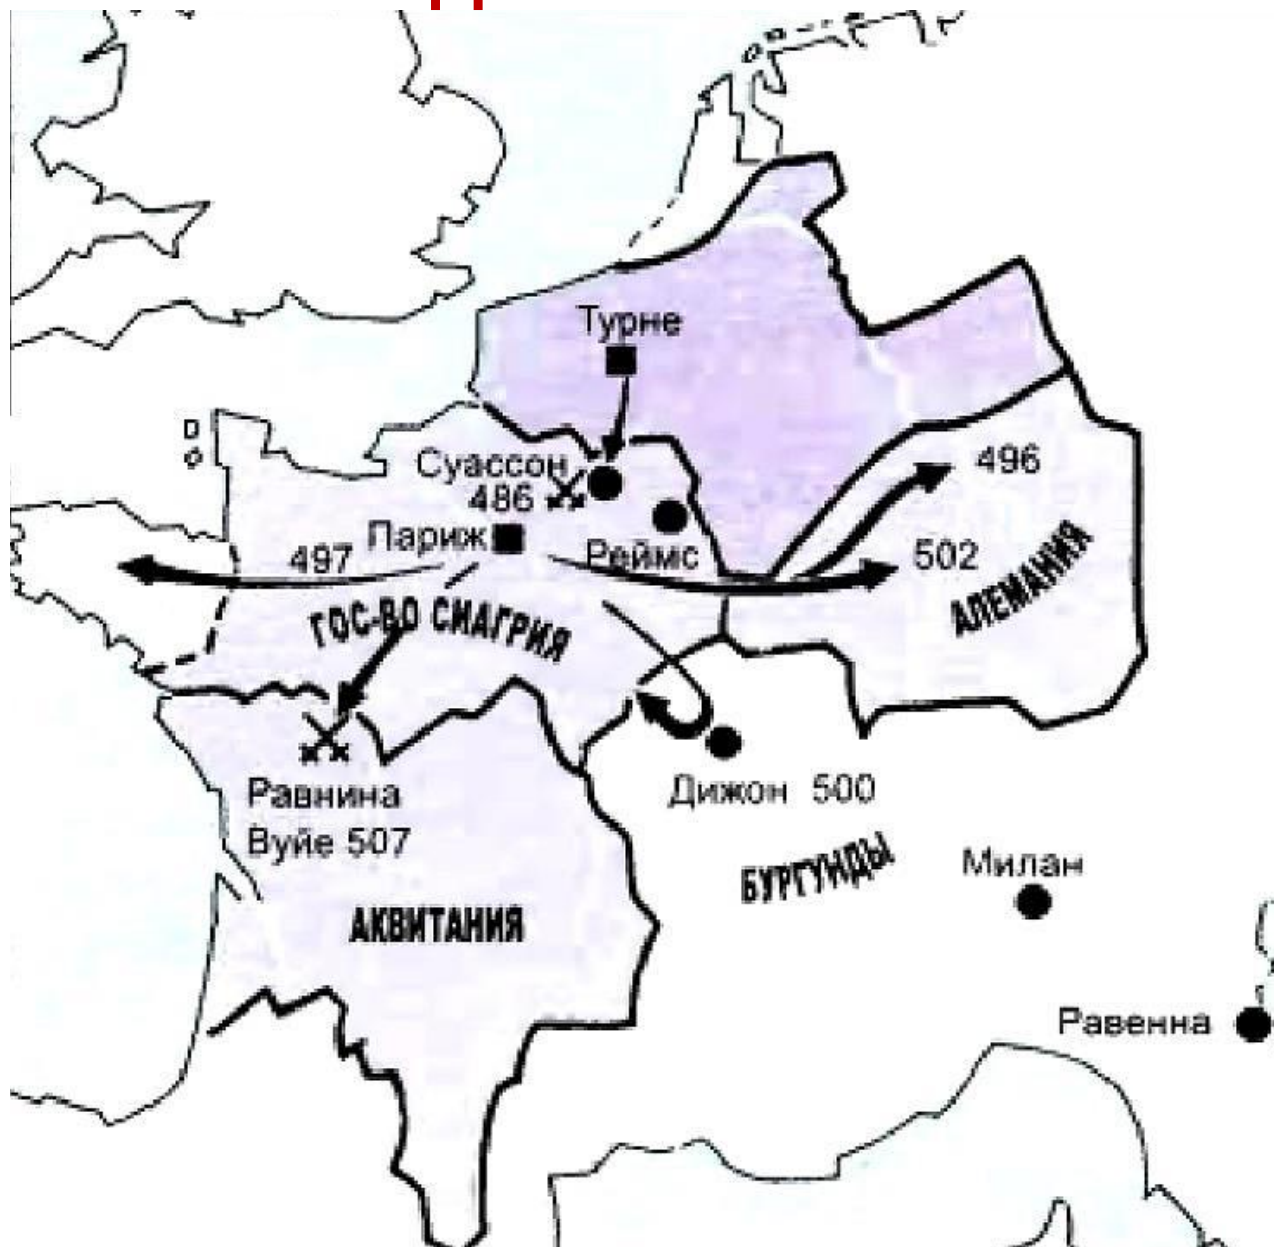 Турне
Суассон
486
496
Париж
Реймс
497
502
ГОС-ВО СИАГРИЯ
АЛЕМАНИЯ
Равнина
Вуйе 507
Дижон 500
БУРГУНДЫ
Милан
АКВИТАНИЯ
Равенна